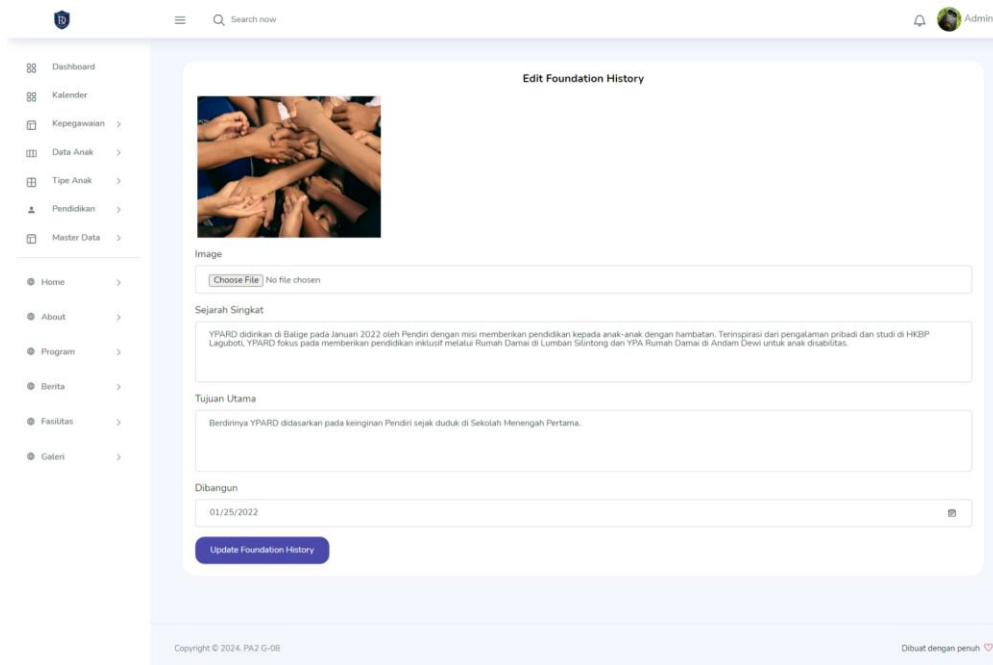 Search now
Admin
Dashboard
Kalender
Kepegawaian
Data Anak
Tipe Anak
Pendidikan
Master Data
Home
About
Program
Berita
Fasilitas
Galeri
Edit Foundation History
Image
Choose File No file chosen
Sejarah Singkat
YPARD didirikan di Balige pada Januari 2022 oleh Pendiri dengan misi memberikan pendidikan kepada anak-anak dengan hambatan. Terinspirasi dari pengalaman pribadi dan studi di HKBP
Laguboti, YPARD fokus pada memberikan pendidikan inklusif melalui Rumah Damai di Lumban Silintong dan YPA Rumah Damai di Andam Dewi untuk anak disabilitas.
Tujuan Utama
Berdirinya YPARD didasarkan pada keinginan Pendiri sejak duduk di Sekolah Menengah Pertama.
Dibangun
01/25/2022
Update Foundation History
Copyright © 2024. PA2 G-08
Dibuat dengan penuh